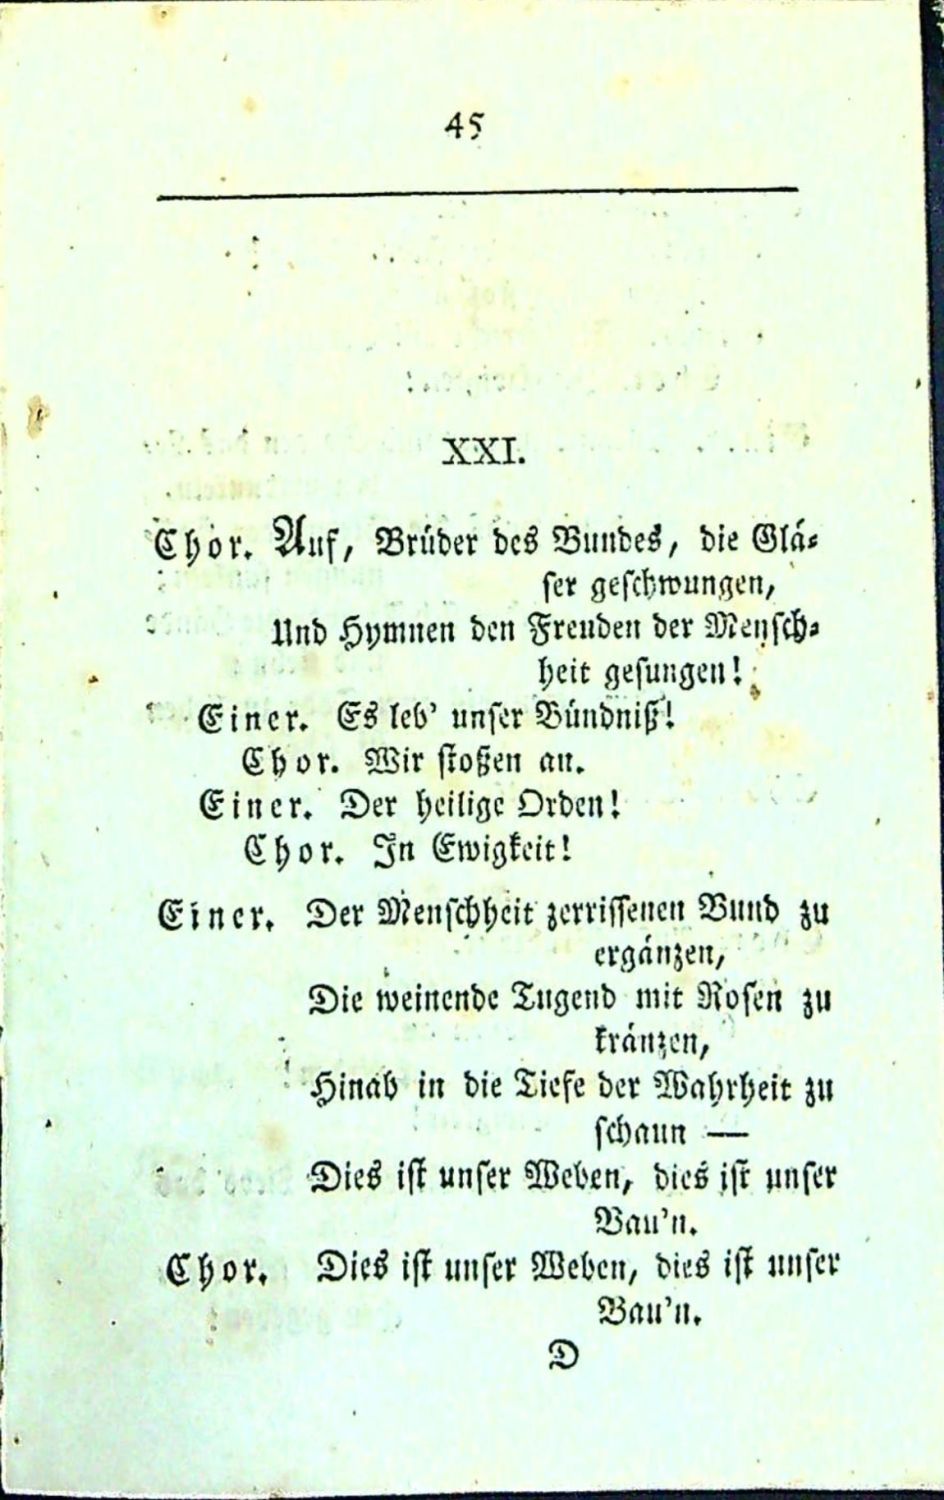 45
XXI.
Chor. Auf, Brüder des Bundes, die Glä-
ser geschwungen,
Und Hymnen den Freuden der Mensch-
heit gesungen!
Einer. Es leb' unser Bündniß!
Chor. Wir stoßen an.
Einer. Der heilige Orden!
Chor. In Ewigkeit!
Einer. Der Menschheit zerrissenen Bund zu
ergänzen,
Die weinende Tugend mit Rosen zu
kränzen,
Hinab in die Tiefe der Wahrheit zu
schaun —
Dies ist unser Weben, dies ist unser
Bau'n.
Chor. Dies ist unser Weben, dies ist unser
Bau'n.
D